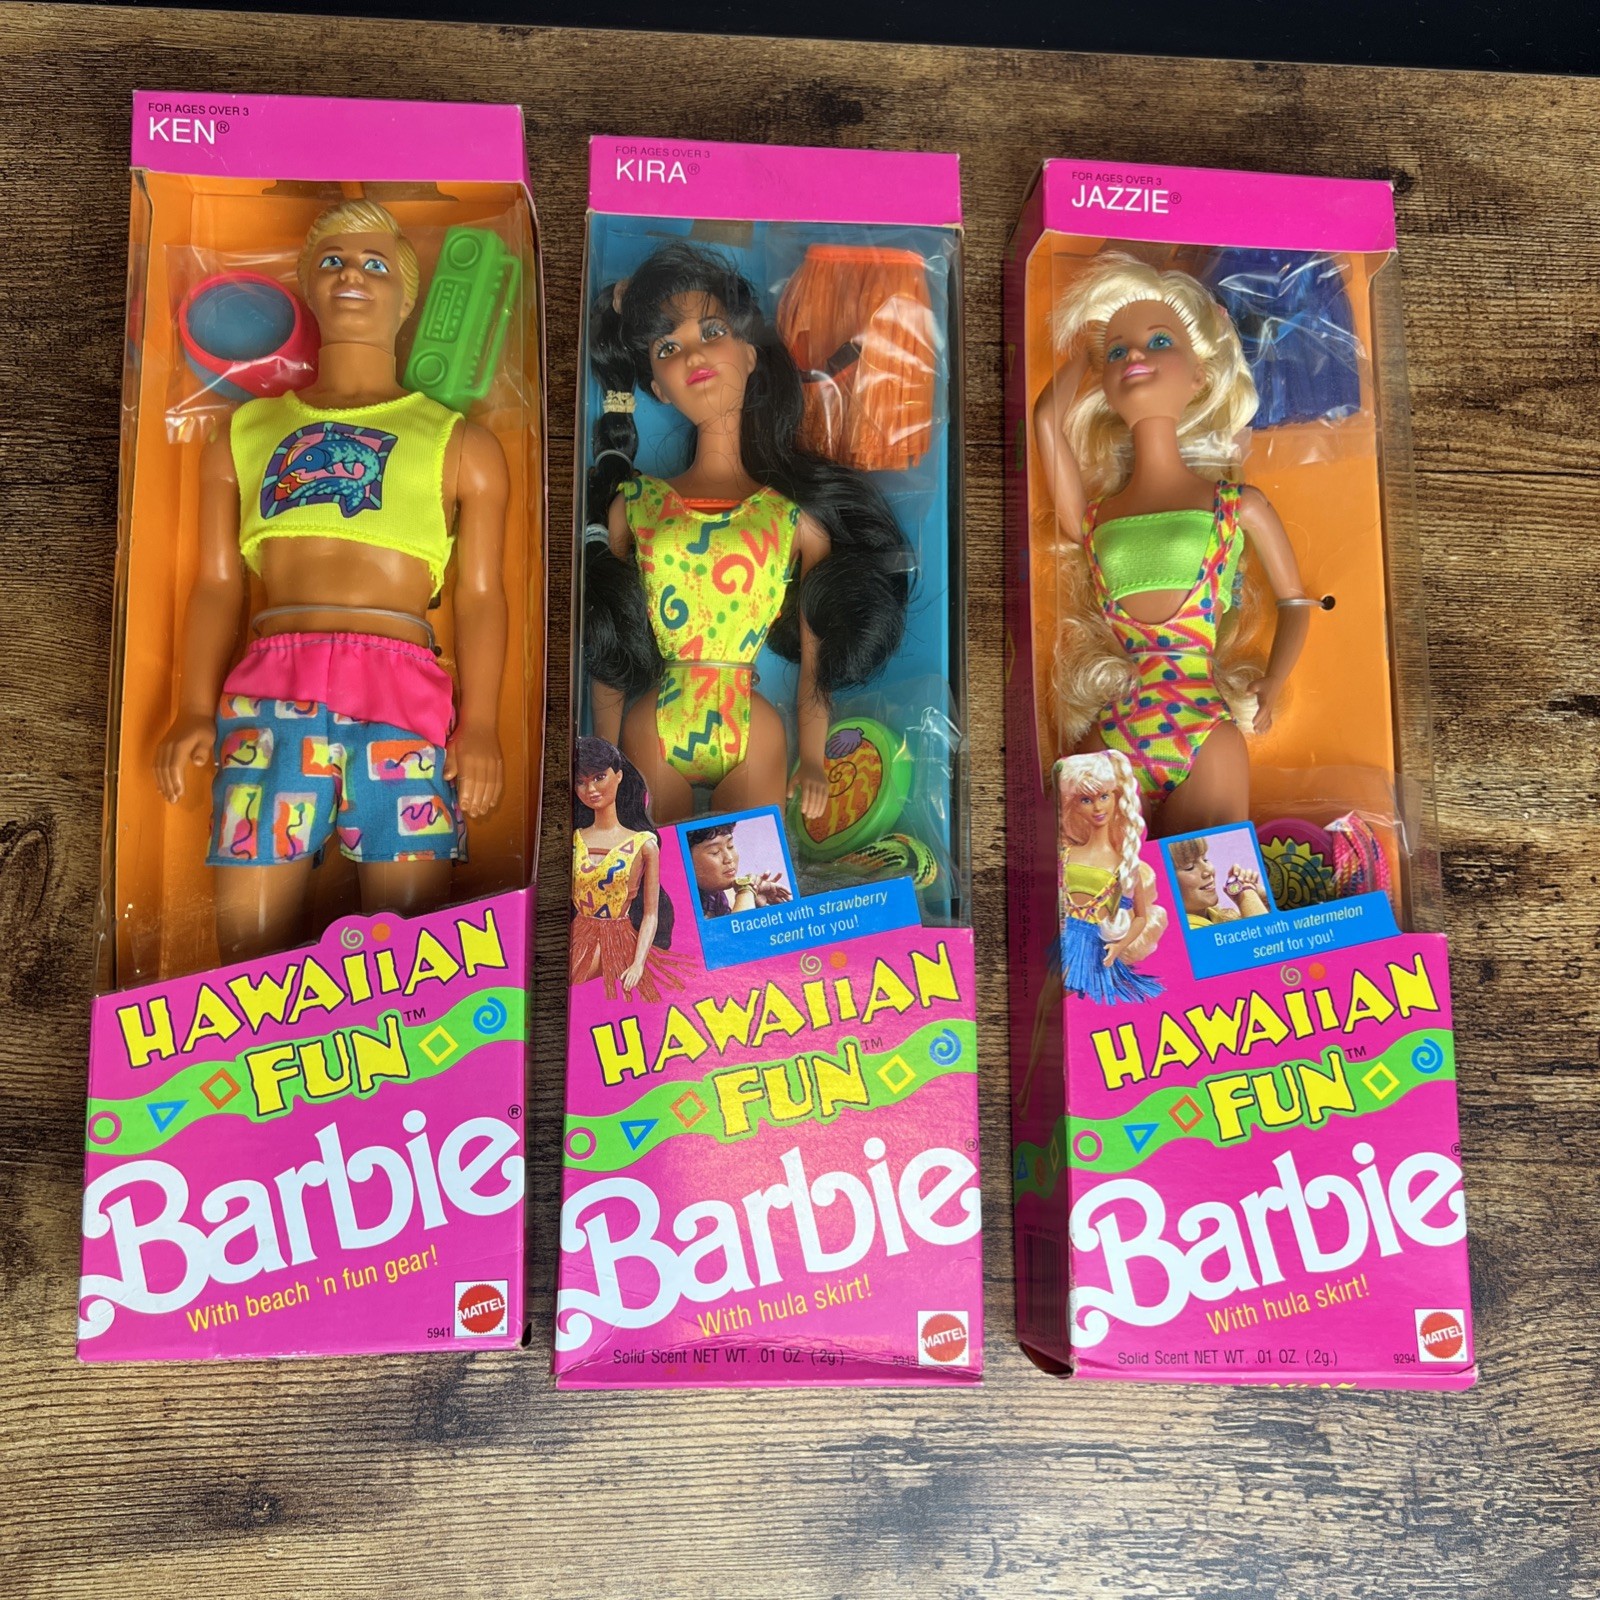 FOR AGES OVER 3
KEN®
HAWAIIAN
FUN™
Barbie®
With beach 'n fun gear!
5941
MATTEL
FOR AGES OVER 3
KIRA®
Bracelet with strawberry
scent for you!
HAWAIIAN
FUN™
Barbie®
With hula skirt!
Solid Scent NET WT. .01 OZ. (.2g.)
MATTEL
FOR AGES OVER 3
JAZZIE®
Bracelet with watermelon
scent for you!
HAWAIIAN
FUN™
Barbie®
With hula skirt!
Solid Scent NET WT. .01 OZ. (.2g.)
9294
MATTEL